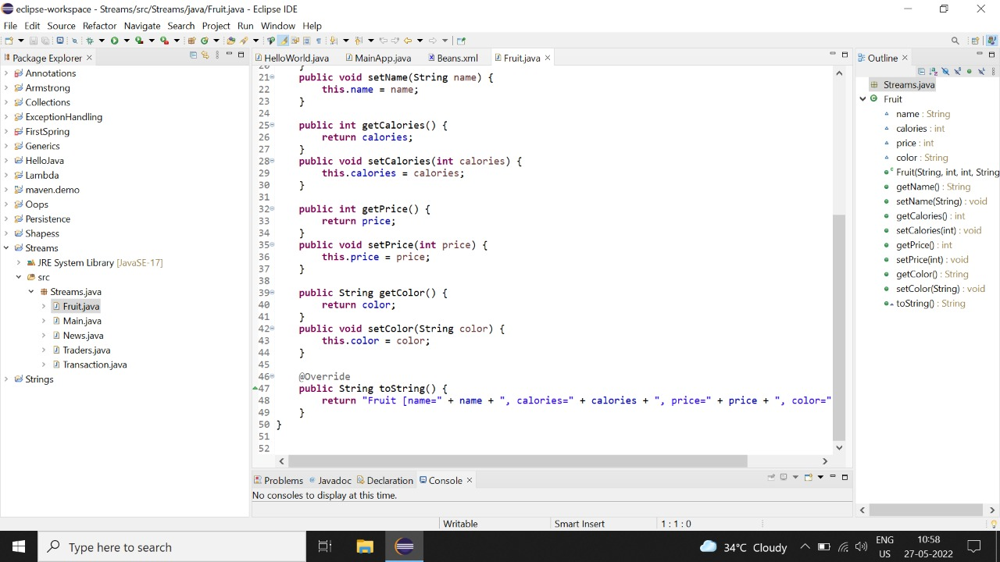 eclipse-workspace - Streams/src/Streams/java/Fruit.java - Eclipse IDE
File Edit Source Refactor Navigate Search Project Run Window Help
Package Explorer
Annotations
Armstrong
Collections
ExceptionHandling
FirstSpring
Generics
HelloJava
Lambda
maven.demo
Oops
Persistence
Shapess
Streams
JRE System Library [JavaSE-17]
src
Streams.java
Fruit.java
Main.java
News.java
Traders.java
Transaction.java
Strings
HelloWorld.java MainApp.java Beans.xml Fruit.java
20 }
21 public void setName(String name) {
22 this.name = name;
23 }
24
25 public int getCalories() {
26 return calories;
27 }
28 public void setCalories(int calories) {
29 this.calories = calories;
30 }
31
32 public int getPrice() {
33 return price;
34 }
35 public void setPrice(int price) {
36 this.price = price;
37 }
38
39 public String getColor() {
40 return color;
41 }
42 public void setColor(String color) {
43 this.color = color;
44 }
45
46 @Override
47 public String toString() {
48 return "Fruit [name=" + name + ", calories=" + calories + ", price=" + price + ", color="
49 }
50 }
51
52
Problems Javadoc Declaration Console
No consoles to display at this time.
Outline
Streams.java
Fruit
name : String
calories : int
price : int
color : String
Fruit(String, int, int, String
getName() : String
setName(String) : void
getCalories() : int
setCalories(int) : void
getPrice() : int
setPrice(int) : void
getColor() : String
setColor(String) : void
toString() : String
Writable Smart Insert 1 : 1 : 0
Type here to search
34°C Cloudy
ENG
US
10:58
27-05-2022